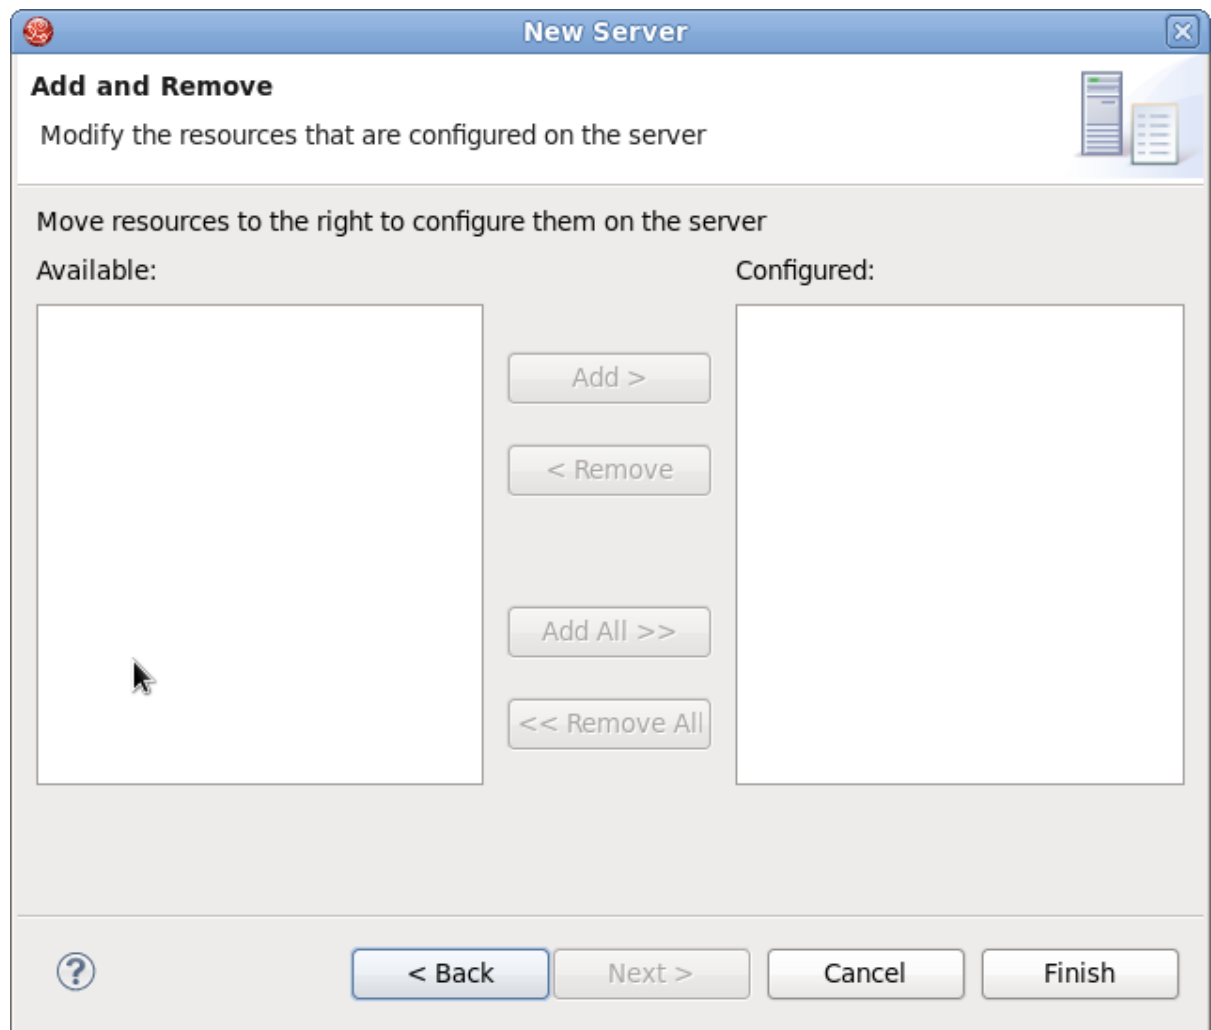 New Server
Add and Remove
Modify the resources that are configured on the server
Move resources to the right to configure them on the server
Available:
Configured:
Add >
< Remove
Add All >>
<< Remove All
?
< Back
Next >
Cancel
Finish